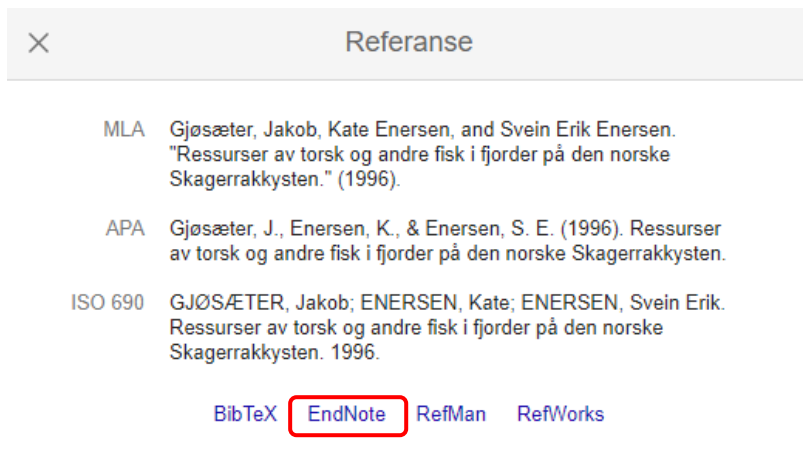 Referanse
MLA Gjøsæter, Jakob, Kate Enersen, and Svein Erik Enersen.
"Ressurser av torsk og andre fisk i fjorder på den norske
Skagerrakkysten." (1996).
APA Gjøsæter, J., Enersen, K., & Enersen, S. E. (1996). Ressurser
av torsk og andre fisk i fjorder på den norske Skagerrakkysten.
ISO 690 GJØSÆTER, Jakob; ENERSEN, Kate; ENERSEN, Svein Erik.
Ressurser av torsk og andre fisk i fjorder på den norske
Skagerrakkysten. 1996.
BibTeX EndNote RefMan RefWorks